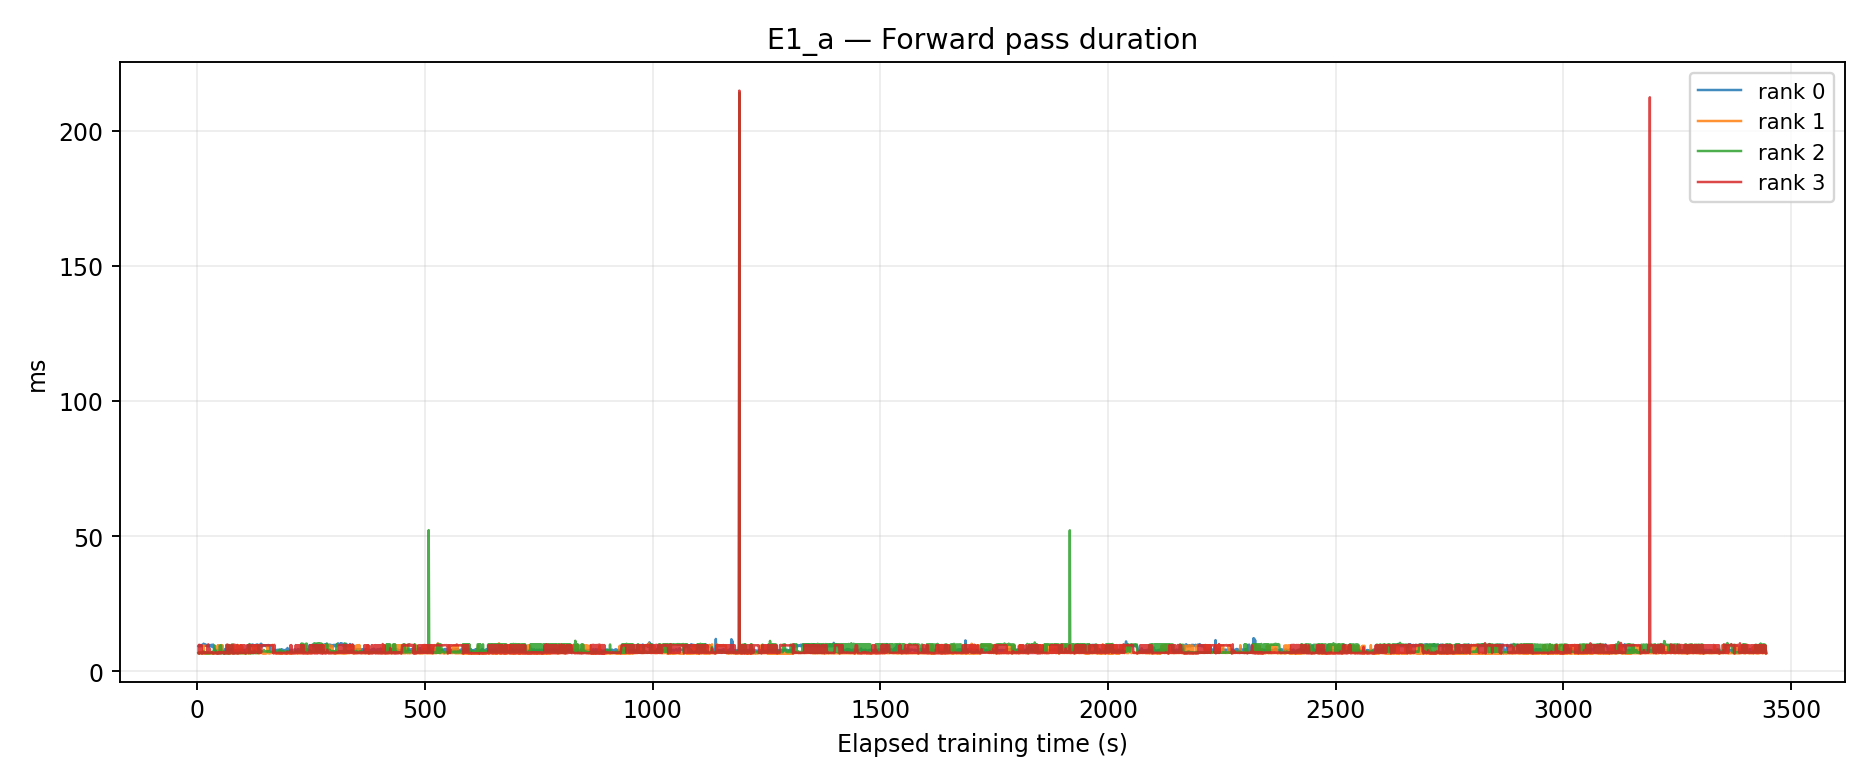 E1_a — Forward pass duration
rank 0
rank 1
rank 2
rank 3
200
150
100
50
0
ms
0 500 1000 1500 2000 2500 3000 3500
Elapsed training time (s)